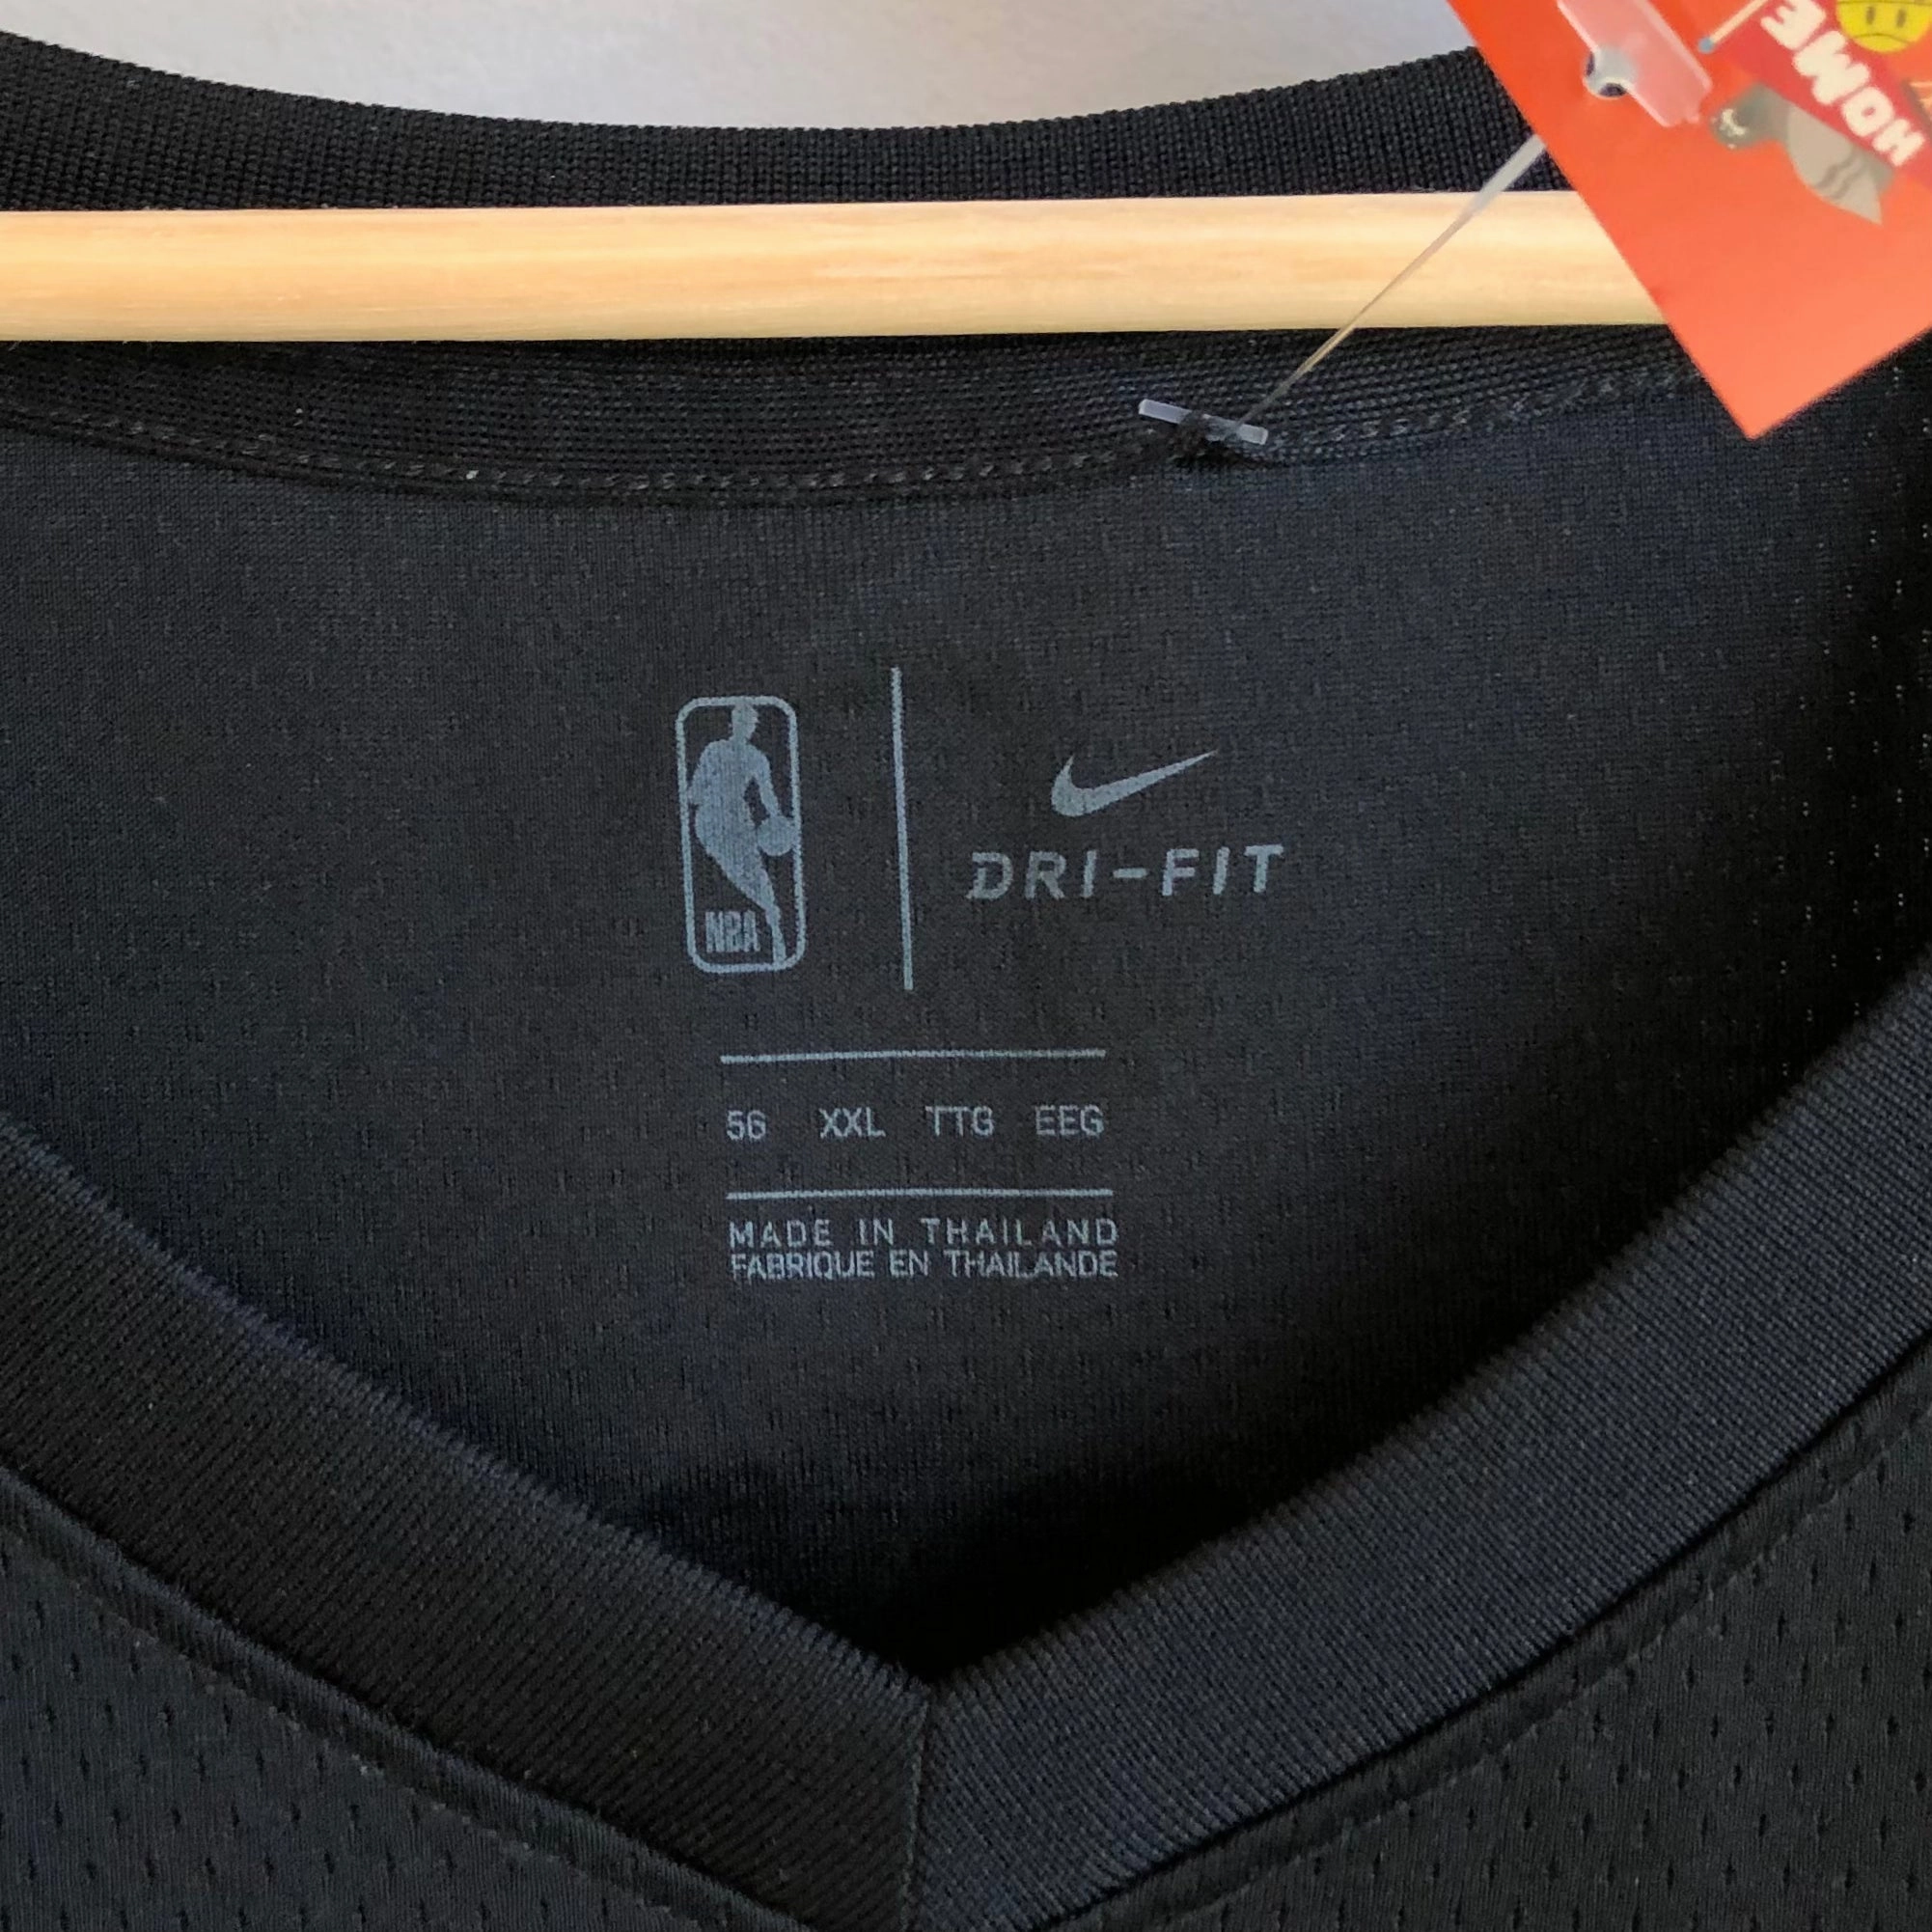 HOME
NBA
DRI-FIT
56 XXL TTG EEG
MADE IN THAILAND
FABRIQUE EN THAILANDE